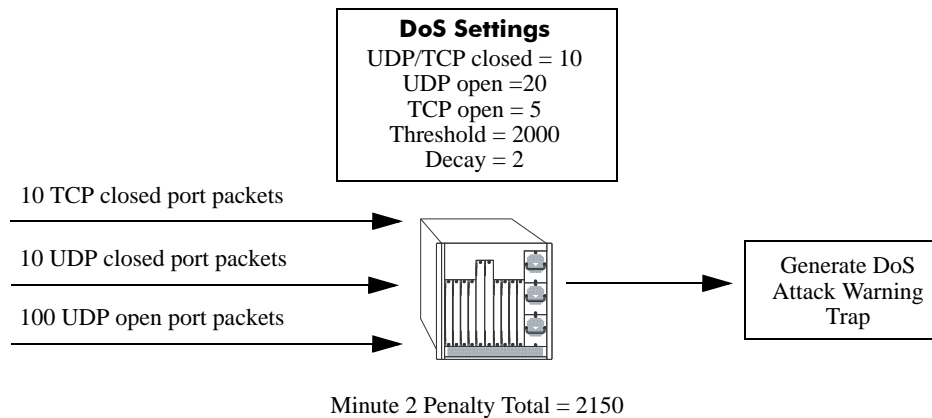 DoS Settings
UDP/TCP closed = 10
UDP open =20
TCP open = 5
Threshold = 2000
Decay = 2
10 TCP closed port packets
10 UDP closed port packets
100 UDP open port packets
Generate DoS
Attack Warning
Trap
Minute 2 Penalty Total = 2150